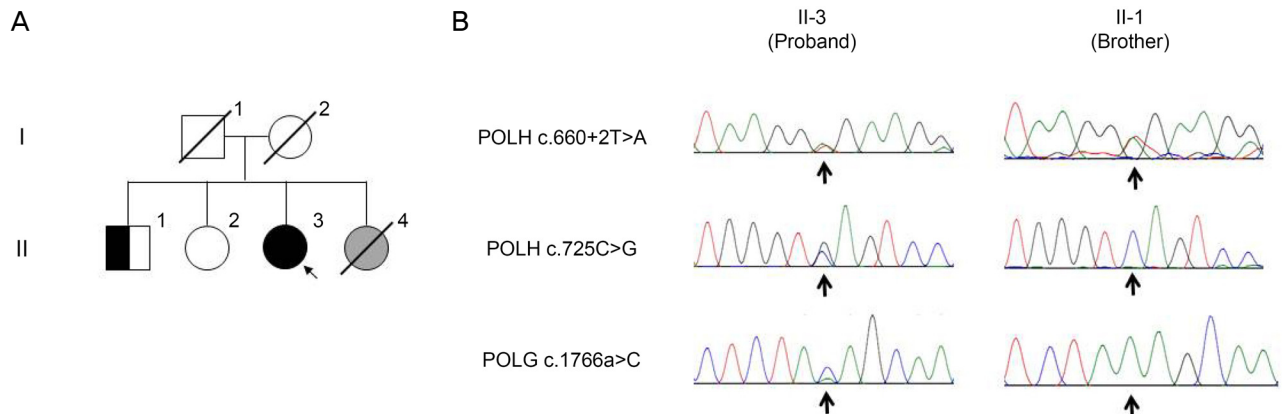 A
I
1
2
II
1
2
3
4
B
II-3
(Proband)
II-1
(Brother)
POLH c.660+2T>A
POLH c.725C>G
POLG c.1766a>C